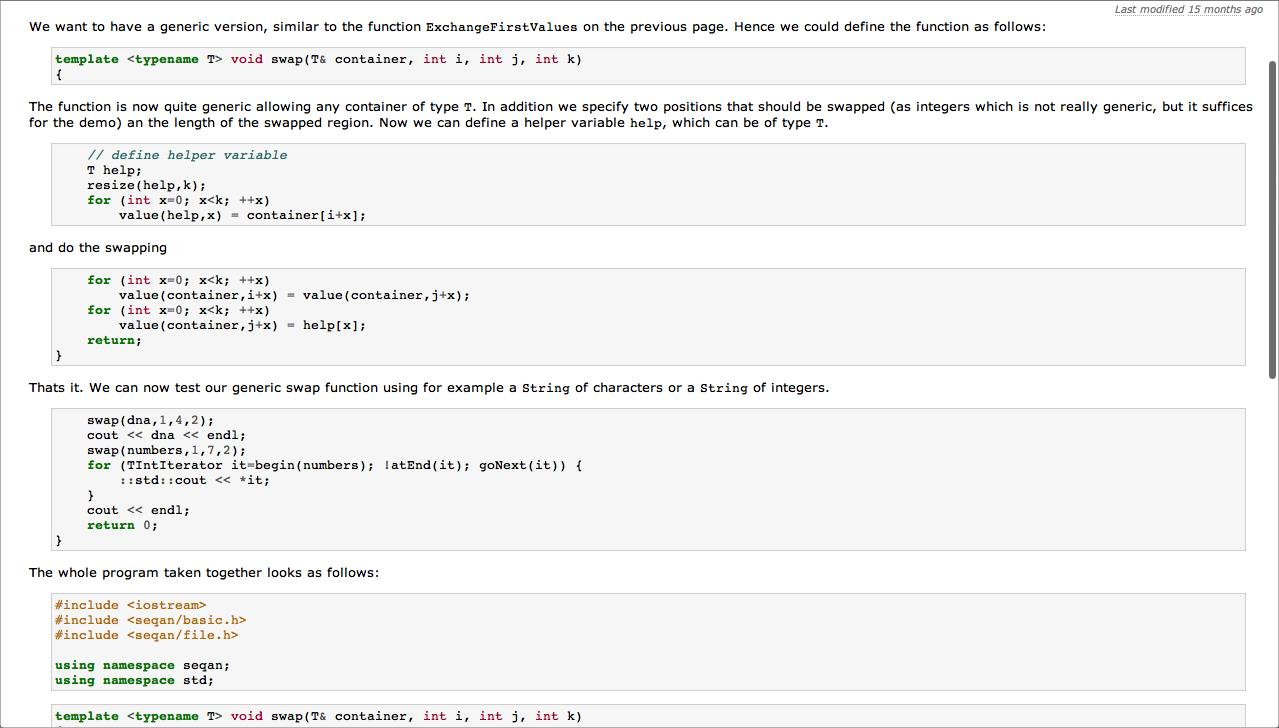 Last modified 15 months ago
We want to have a generic version, similar to the function ExchangeFirstValues on the previous page. Hence we could define the function as follows:
template <typename T> void swap(T& container, int i, int j, int k)
{
The function is now quite generic allowing any container of type T. In addition we specify two positions that should be swapped (as integers which is not really generic, but it suffices
for the demo) an the length of the swapped region. Now we can define a helper variable help, which can be of type T.
// define helper variable
T help;
resize(help,k);
for (int x=0; x<k; ++x)
value(help,x) = container[i+x];
and do the swapping
for (int x=0; x<k; ++x)
value(container,i+x) = value(container,j+x);
for (int x=0; x<k; ++x)
value(container,j+x) = help[x];
return;
}
Thats it. We can now test our generic swap function using for example a String of characters or a String of integers.
swap(dna,1,4,2);
cout << dna << endl;
swap(numbers,1,7,2);
for (TIntIterator it=begin(numbers); !atEnd(it); goNext(it)) {
::std::cout << *it;
}
cout << endl;
return 0;
}
The whole program taken together looks as follows:
#include <iostream>
#include <seqan/basic.h>
#include <seqan/file.h>
using namespace seqan;
using namespace std;
template <typename T> void swap(T& container, int i, int j, int k)